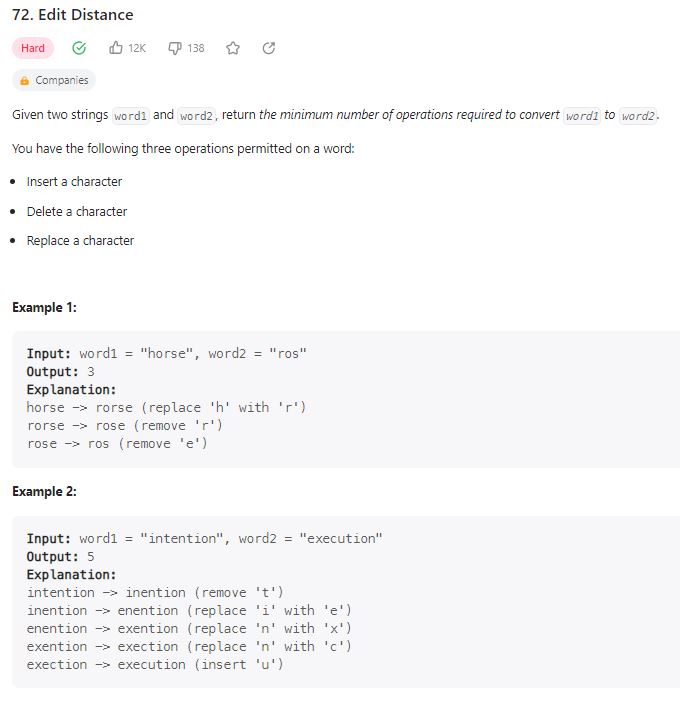 72. Edit Distance
Hard 12K 138
Companies
Given two strings word1 and word2, return the minimum number of operations required to convert word1 to word2.
You have the following three operations permitted on a word:
• Insert a character
• Delete a character
• Replace a character
Example 1:
Input: word1 = "horse", word2 = "ros"
Output: 3
Explanation:
horse -> rorse (replace 'h' with 'r')
rorse -> rose (remove 'r')
rose -> ros (remove 'e')
Example 2:
Input: word1 = "intention", word2 = "execution"
Output: 5
Explanation:
intention -> inention (remove 't')
inention -> enention (replace 'i' with 'e')
enention -> exention (replace 'n' with 'x')
exention -> exection (replace 'n' with 'c')
exection -> execution (insert 'u')